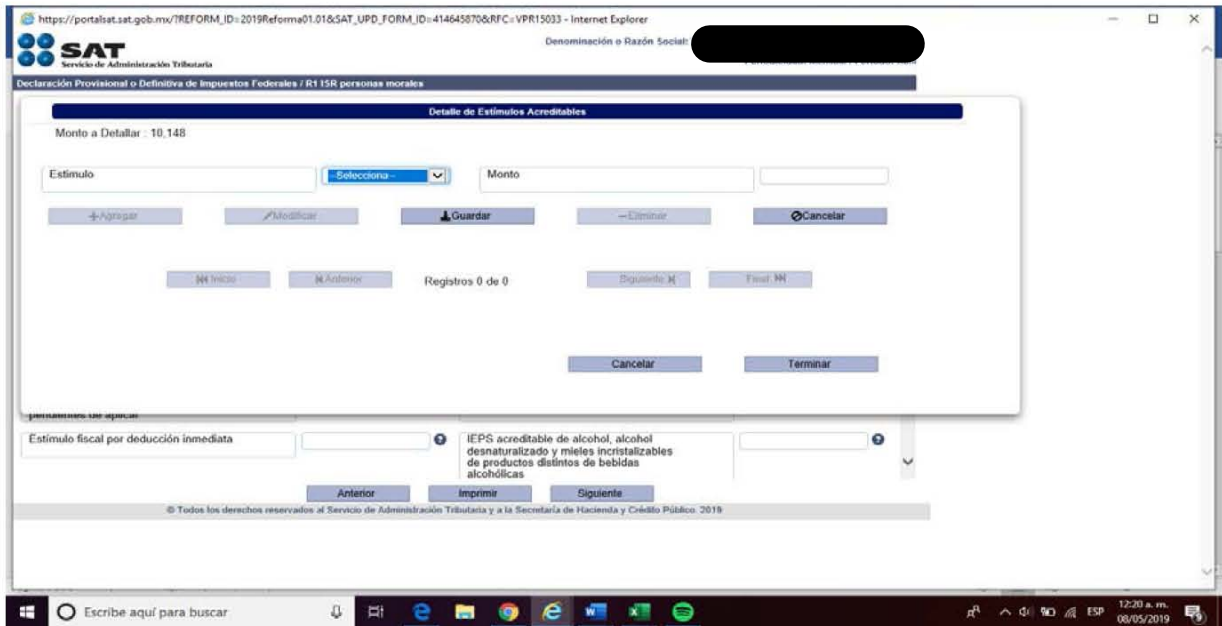 https://portalsat.sat.gob.mx/?REFORM_ID=2019Reforma01.01&SAT_UPD_FORM_ID=414645870&RFC=VPR15033 - Internet Explorer
SAT
Servicio de Administración Tributaria
Denominación o Razón Social:
Declaración Provisional o Definitiva de Impuestos Federales / R1 ISR personas morales
Detalle de Estímulos Acreditables
Monto a Detallar : 10,148
Estímulo --Selecciona-- Monto
Agregar Modificar Guardar Eliminar Cancelar
Inicio Anterior Registros 0 de 0 Siguiente Final
Cancelar Terminar
pendientes de aplicar
Estímulo fiscal por deducción inmediata
IEPS acreditable de alcohol, alcohol
desnaturalizado y mieles incristalizables
de productos distintos de bebidas
alcohólicas
Anterior Imprimir Siguiente
© Todos los derechos reservados al Servicio de Administración Tributaria y a la Secretaría de Hacienda y Crédito Público. 2019
Escribe aquí para buscar
ESP
12:20 a. m.
08/05/2019